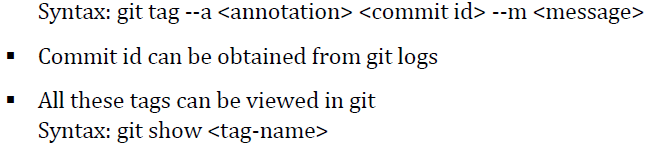 Syntax: git tag --a <annotation> <commit id> --m <message>
▪ Commit id can be obtained from git logs
▪ All these tags can be viewed in git
Syntax: git show <tag-name>